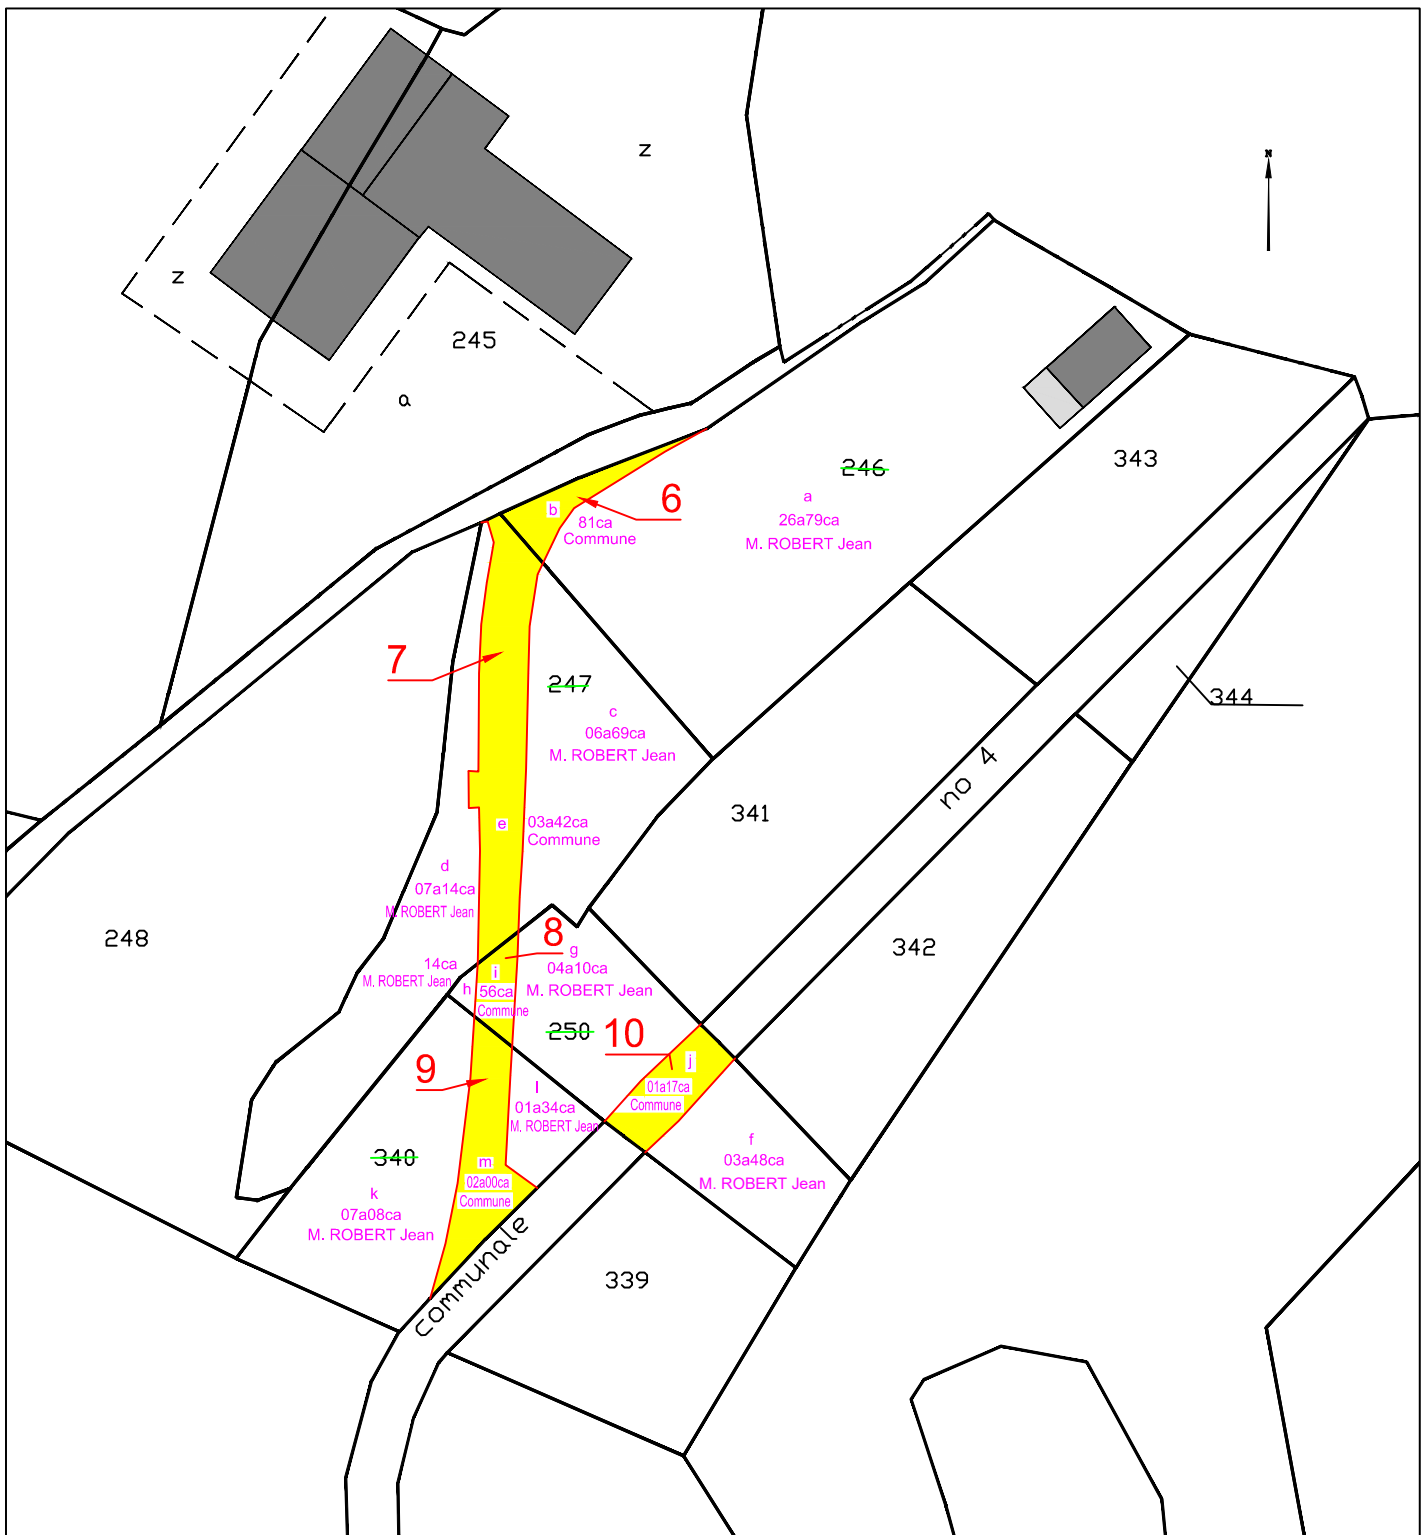 z
N
z
245
a
246
343
a
26a79ca
M. ROBERT Jean
6
b
81ca
Commune
7
247
c
06a69ca
M. ROBERT Jean
344
no 4
341
e
03a42ca
Commune
d
07a14ca
M. ROBERT Jean
248
342
8
g
04a10ca
M. ROBERT Jean
14ca
M. ROBERT Jean
h
i
56ca
Commune
250
10
j
01a17ca
Commune
9
l
01a34ca
M. ROBERT Jean
f
03a48ca
M. ROBERT Jean
340
k
07a08ca
M. ROBERT Jean
m
02a00ca
Commune
communale
339